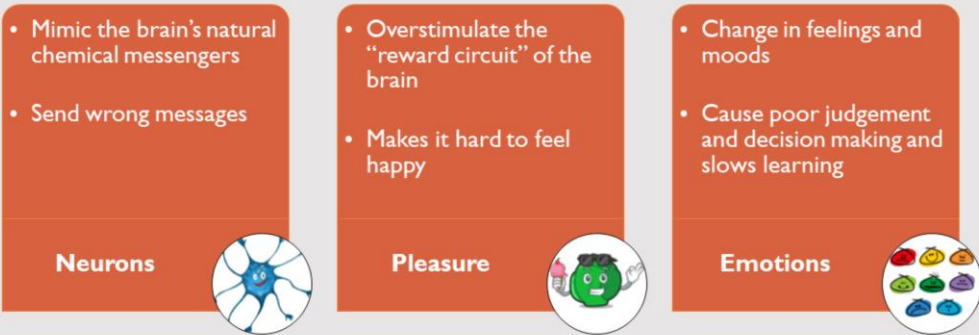 • Mimic the brain's natural
chemical messengers
• Send wrong messages
Neurons
• Overstimulate the
“reward circuit” of the
brain
• Makes it hard to feel
happy
Pleasure
• Change in feelings and
moods
• Cause poor judgement
and decision making and
slows learning
Emotions